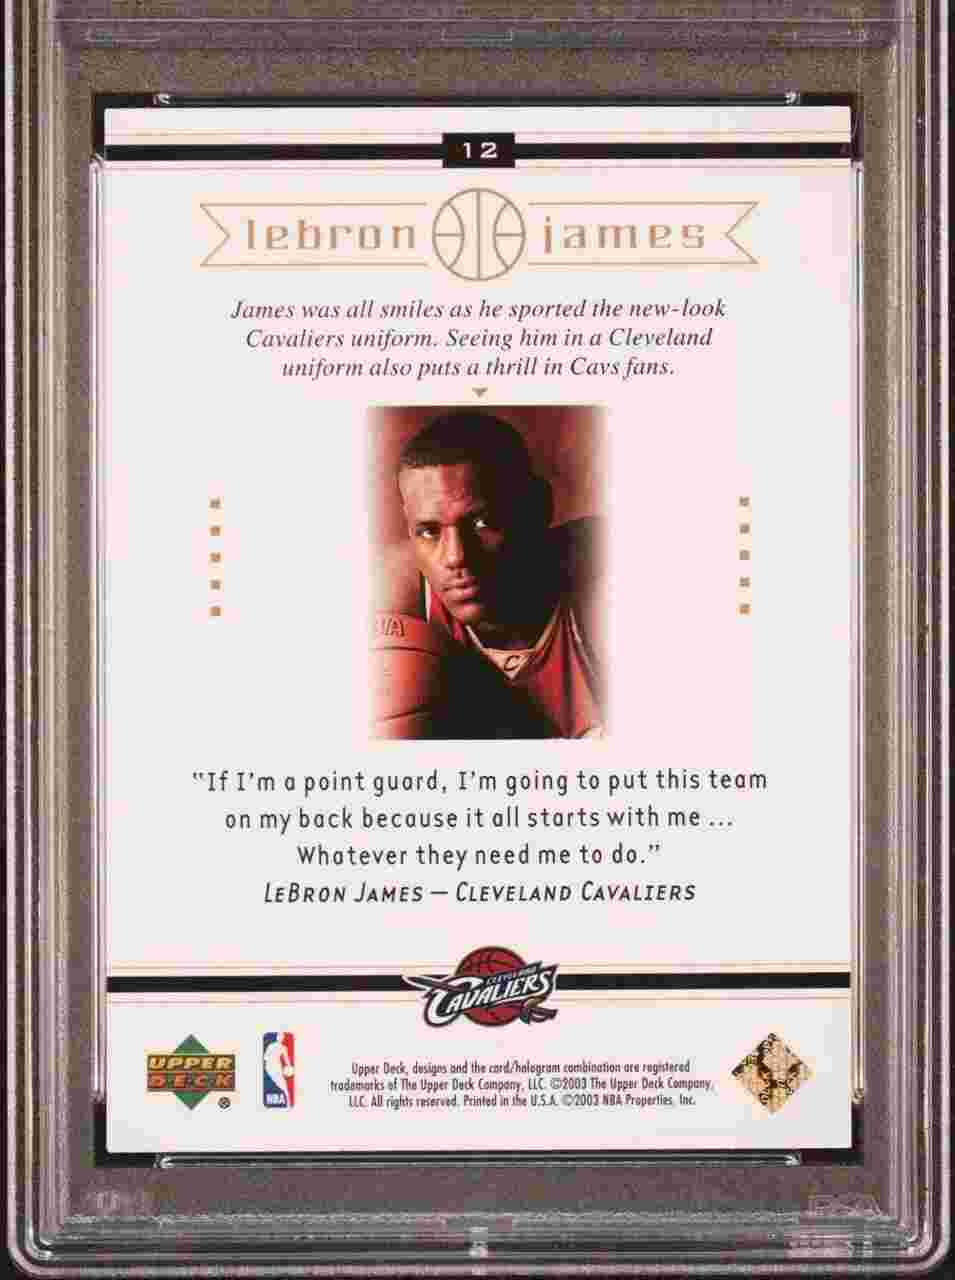 12
lebron james
James was all smiles as he sported the new-look
Cavaliers uniform. Seeing him in a Cleveland
uniform also puts a thrill in Cavs fans.
"If I'm a point guard, I'm going to put this team
on my back because it all starts with me ...
Whatever they need me to do."
LEBRON JAMES — CLEVELAND CAVALIERS
CLEVELAND
CAVALIERS
UPPER
DECK
®
NBA
Upper Deck, designs and the card/hologram combination are registered
trademarks of The Upper Deck Company, LLC. ©2003 The Upper Deck Company,
LLC. All rights reserved. Printed in the U.S.A. ©2003 NBA Properties, Inc.
PSA